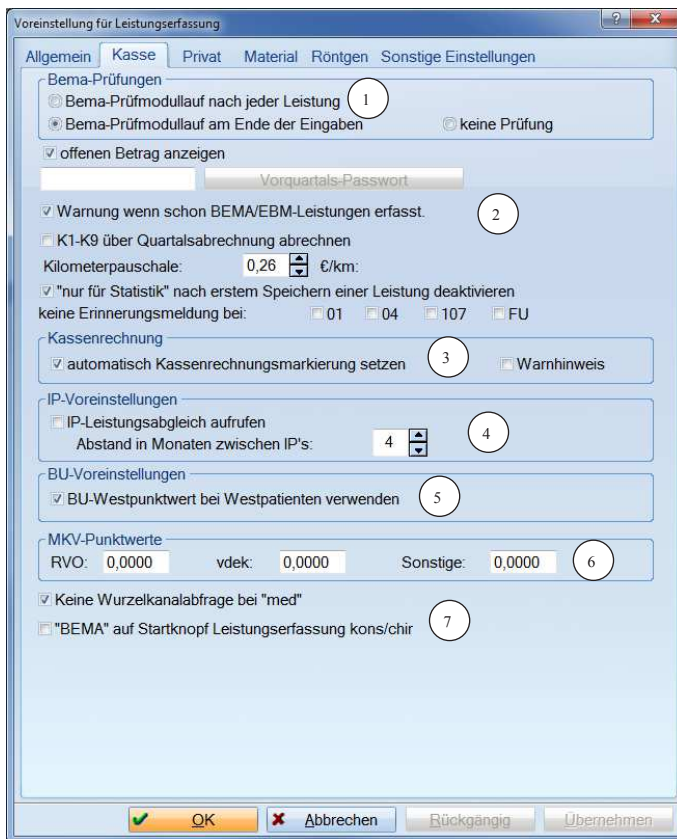 Voreinstellung für Leistungserfassung
Allgemein Kasse Privat Material Röntgen Sonstige Einstellungen
Bema-Prüfungen
Bema-Prüfmodullauf nach jeder Leistung 1
Bema-Prüfmodullauf am Ende der Eingaben keine Prüfung
offenen Betrag anzeigen
Vorquartals-Passwort
Warnung wenn schon BEMA/EBM-Leistungen erfasst. 2
K1-K9 über Quartalsabrechnung abrechnen
Kilometerpauschale: 0,26 €/km:
"nur für Statistik" nach erstem Speichern einer Leistung deaktivieren
keine Erinnerungsmeldung bei: 01 04 107 FU
Kassenrechnung
automatisch Kassenrechnungsmarkierung setzen 3 Warnhinweis
IP-Voreinstellungen
IP-Leistungsabgleich aufrufen
Abstand in Monaten zwischen IP's: 4 4
BU-Voreinstellungen
BU-Westpunktwert bei Westpatienten verwenden 5
MKV-Punktwerte
RVO: 0,0000 vdek: 0,0000 Sonstige: 0,0000 6
Keine Wurzelkanalabfrage bei "med"
"BEMA" auf Startknopf Leistungserfassung kons/chir 7
OK Abbrechen Rückgängig Übernehmen